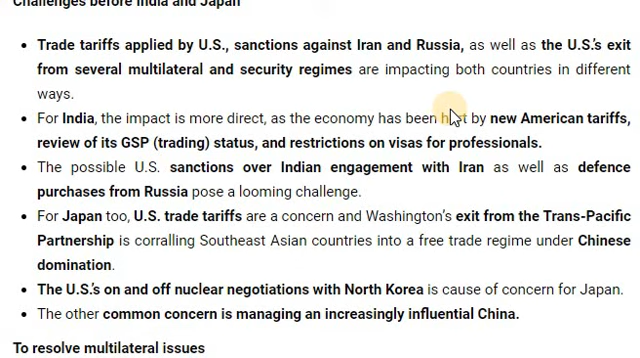 Challenges before India and Japan
Trade tariffs applied by U.S., sanctions against Iran and Russia, as well as the U.S.'s exit
from several multilateral and security regimes are impacting both countries in different
ways.
For India, the impact is more direct, as the economy has been by new American tariffs,
review of its GSP (trading) status, and restrictions on visas for professionals.
The possible U.S. sanctions over Indian engagement with Iran as well as defence
purchases from Russia pose a looming challenge.
For Japan too, U.S. trade tariffs are a concern and Washington's exit from the Trans-Pacific
Partnership is corralling Southeast Asian countries into a free trade regime under Chinese
domination.
The U.S.'s on and off nuclear negotiations with North Korea is cause of concern for Japan.
The other common concern is managing an increasingly influential China.
To resolve multilateral issues